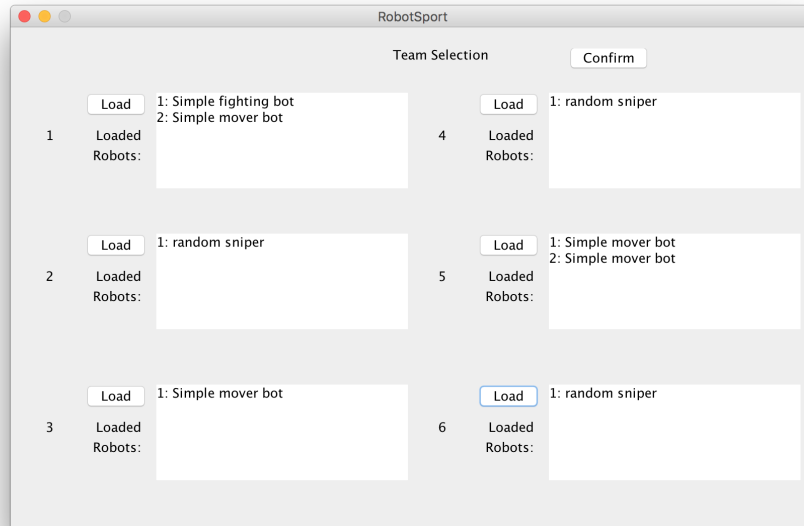 RobotSport
Team Selection
Confirm
1
Load
Loaded
Robots:
1: Simple fighting bot
2: Simple mover bot
4
Load
Loaded
Robots:
1: random sniper
2
Load
Loaded
Robots:
1: random sniper
5
Load
Loaded
Robots:
1: Simple mover bot
2: Simple mover bot
3
Load
Loaded
Robots:
1: Simple mover bot
6
Load
Loaded
Robots:
1: random sniper